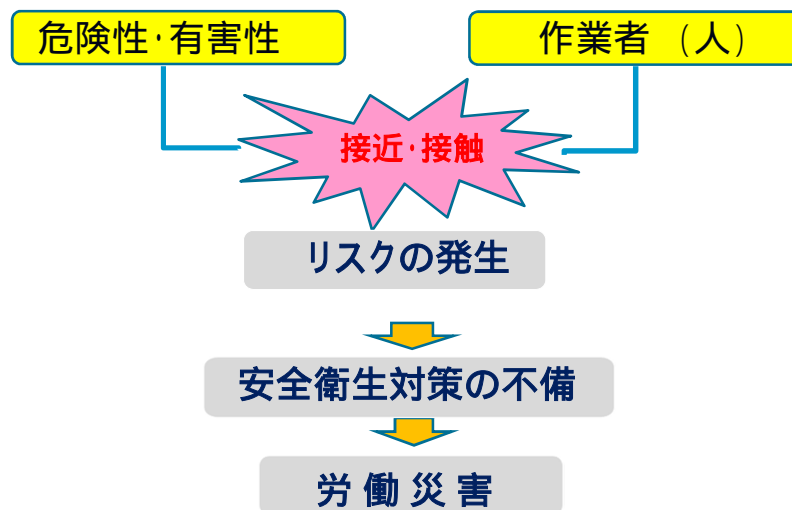 危険性・有害性
作業者 （人）
接近・接触
リスクの発生
安全衛生対策の不備
労 働 災 害